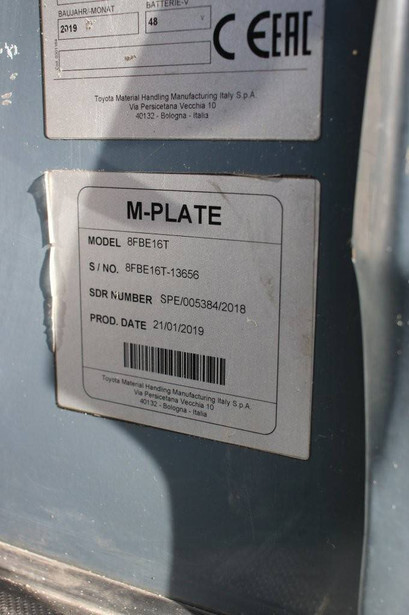 BAUJAHR/-MONAT BATTERIE-V
2019 48 V
CE EAC
Toyota Material Handling Manufacturing Italy S.p.A.
Via Persicetana Vecchia 10
40132 - Bologna - Italia
M-PLATE
MODEL 8FBE16T
S / NO. 8FBE16T-13656
SDR NUMBER SPE/005384/2018
PROD. DATE 21/01/2019
Toyota Material Handling Manufacturing Italy S.p.A.
Via Persicetana Vecchia 10
40132 - Bologna - Italia